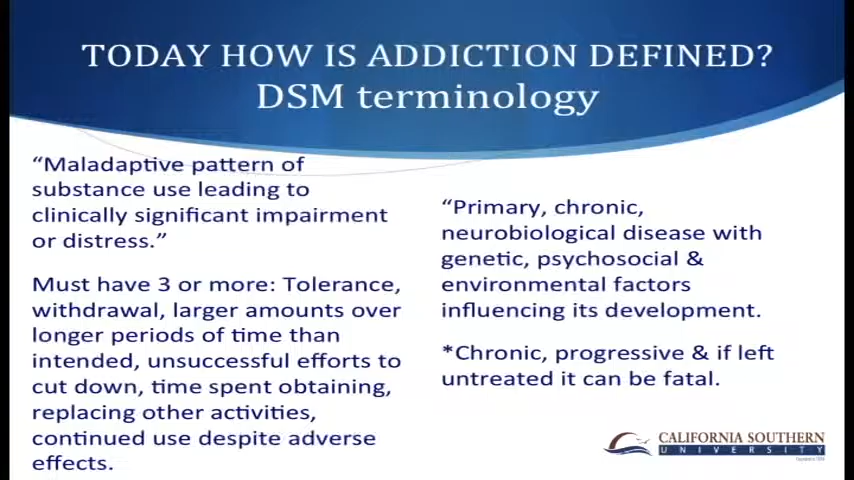 TODAY HOW IS ADDICTION DEFINED?
DSM terminology
“Maladaptive pattern of
substance use leading to
clinically significant impairment
or distress.”
Must have 3 or more: Tolerance,
withdrawal, larger amounts over
longer periods of time than
intended, unsuccessful efforts to
cut down, time spent obtaining,
replacing other activities,
continued use despite adverse
effects.
“Primary, chronic,
neurobiological disease with
genetic, psychosocial &
environmental factors
influencing its development.
*Chronic, progressive & if left
untreated it can be fatal.
CALIFORNIA SOUTHERN
UNIVERSITY